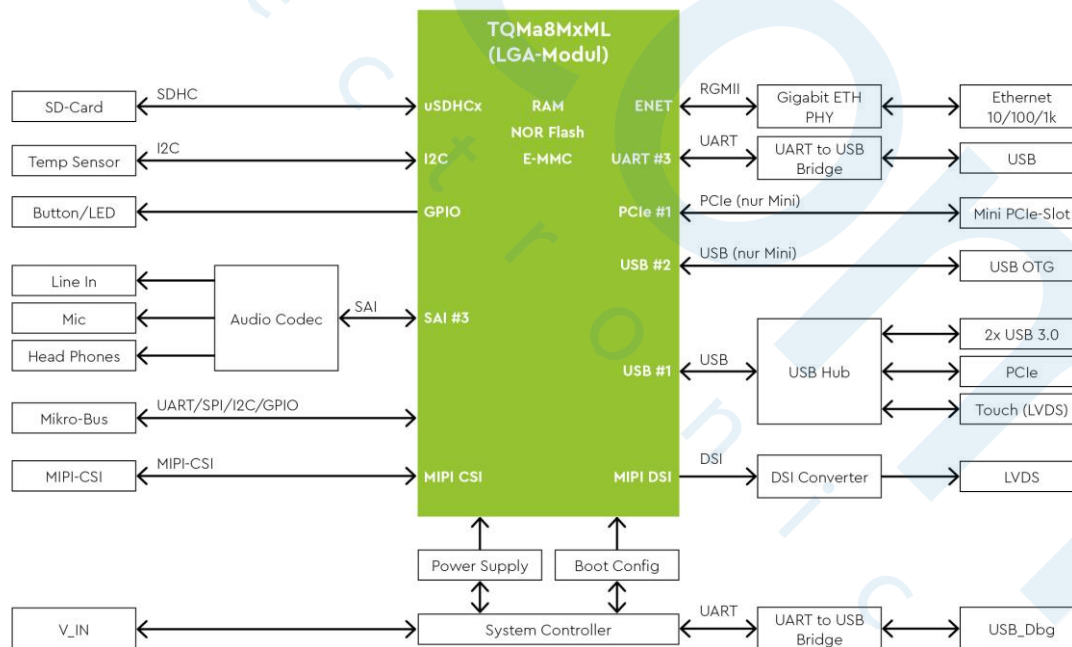 TQMa8MxML
(LGA-Modul)
SD-Card
SDHC
uSDHCx
RAM
ENET
RGMII
Gigabit ETH
PHY
Ethernet
10/100/1k
NOR Flash
Temp Sensor
I2C
I2C
E-MMC
UART #3
UART
UART to USB
Bridge
USB
Button/LED
GPIO
PCIe #1
PCIe (nur Mini)
Mini PCIe-Slot
USB #2
USB (nur Mini)
USB OTG
Line In
Mic
Head Phones
Audio Codec
SAI
SAI #3
USB #1
USB
USB Hub
2x USB 3.0
PCIe
Touch (LVDS)
Mikro-Bus
UART/SPI/I2C/GPIO
MIPI-CSI
MIPI-CSI
MIPI CSI
MIPI DSI
DSI
DSI Converter
LVDS
Power Supply
Boot Config
V_IN
System Controller
UART
UART to USB
Bridge
USB_Dbg